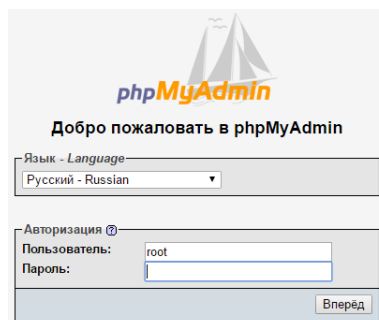 phpMyAdmin
Добро пожаловать в phpMyAdmin
Язык - Language
Русский - Russian
Авторизация
Пользователь: root
Пароль:
Вперёд